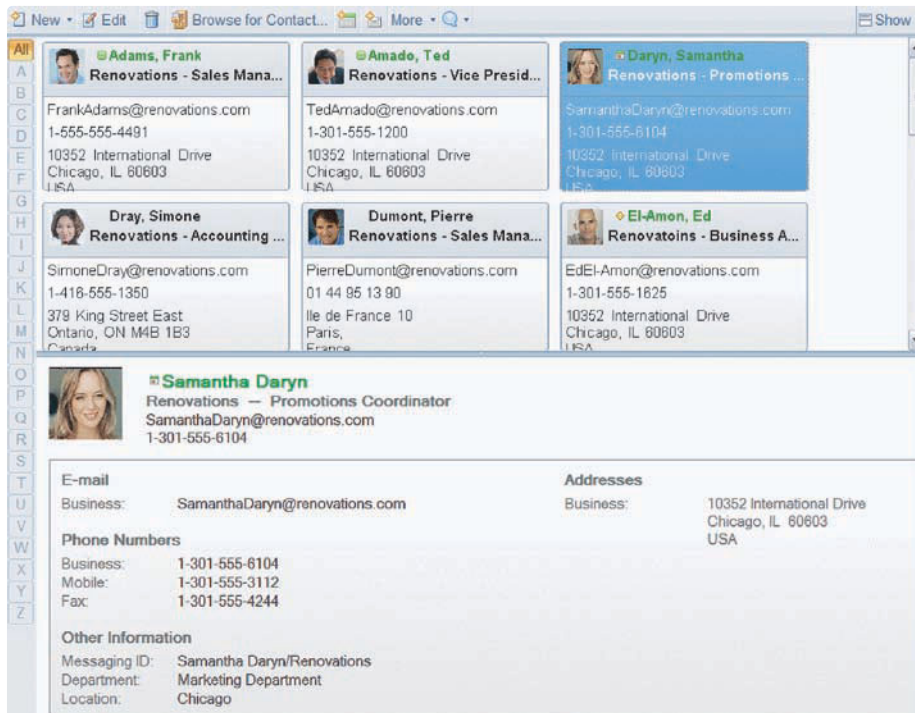 New Edit Browse for Contact... More Show
All
A
B
C
D
E
F
G
H
I
J
K
L
M
N
O
P
Q
R
S
T
U
V
W
X
Y
Z
Adams, Frank
Renovations - Sales Mana...
FrankAdams@renovations.com
1-555-555-4491
10352 International Drive
Chicago, IL 60603
USA
Amado, Ted
Renovations - Vice Presid...
TedAmado@renovations.com
1-301-555-1200
10352 International Drive
Chicago, IL 60603
USA
Daryn, Samantha
Renovations - Promotions ...
SamanthaDaryn@renovations.com
1-301-555-6104
10352 International Drive
Chicago, IL 60603
USA
Dray, Simone
Renovations - Accounting ...
SimoneDray@renovations.com
1-416-555-1350
379 King Street East
Ontario, ON M4B 1B3
Canada
Dumont, Pierre
Renovations - Sales Mana...
PierreDumont@renovations.com
01 44 95 13 90
Ile de France 10
Paris,
France
El-Amon, Ed
Renovatoins - Business A...
EdEl-Amon@renovations.com
1-301-555-1625
10352 International Drive
Chicago, IL 60603
USA
Samantha Daryn
Renovations — Promotions Coordinator
SamanthaDaryn@renovations.com
1-301-555-6104
E-mail
Business: SamanthaDaryn@renovations.com
Phone Numbers
Business: 1-301-555-6104
Mobile: 1-301-555-3112
Fax: 1-301-555-4244
Other Information
Messaging ID: Samantha Daryn/Renovations
Department: Marketing Department
Location: Chicago
Addresses
Business: 10352 International Drive
Chicago, IL 60603
USA